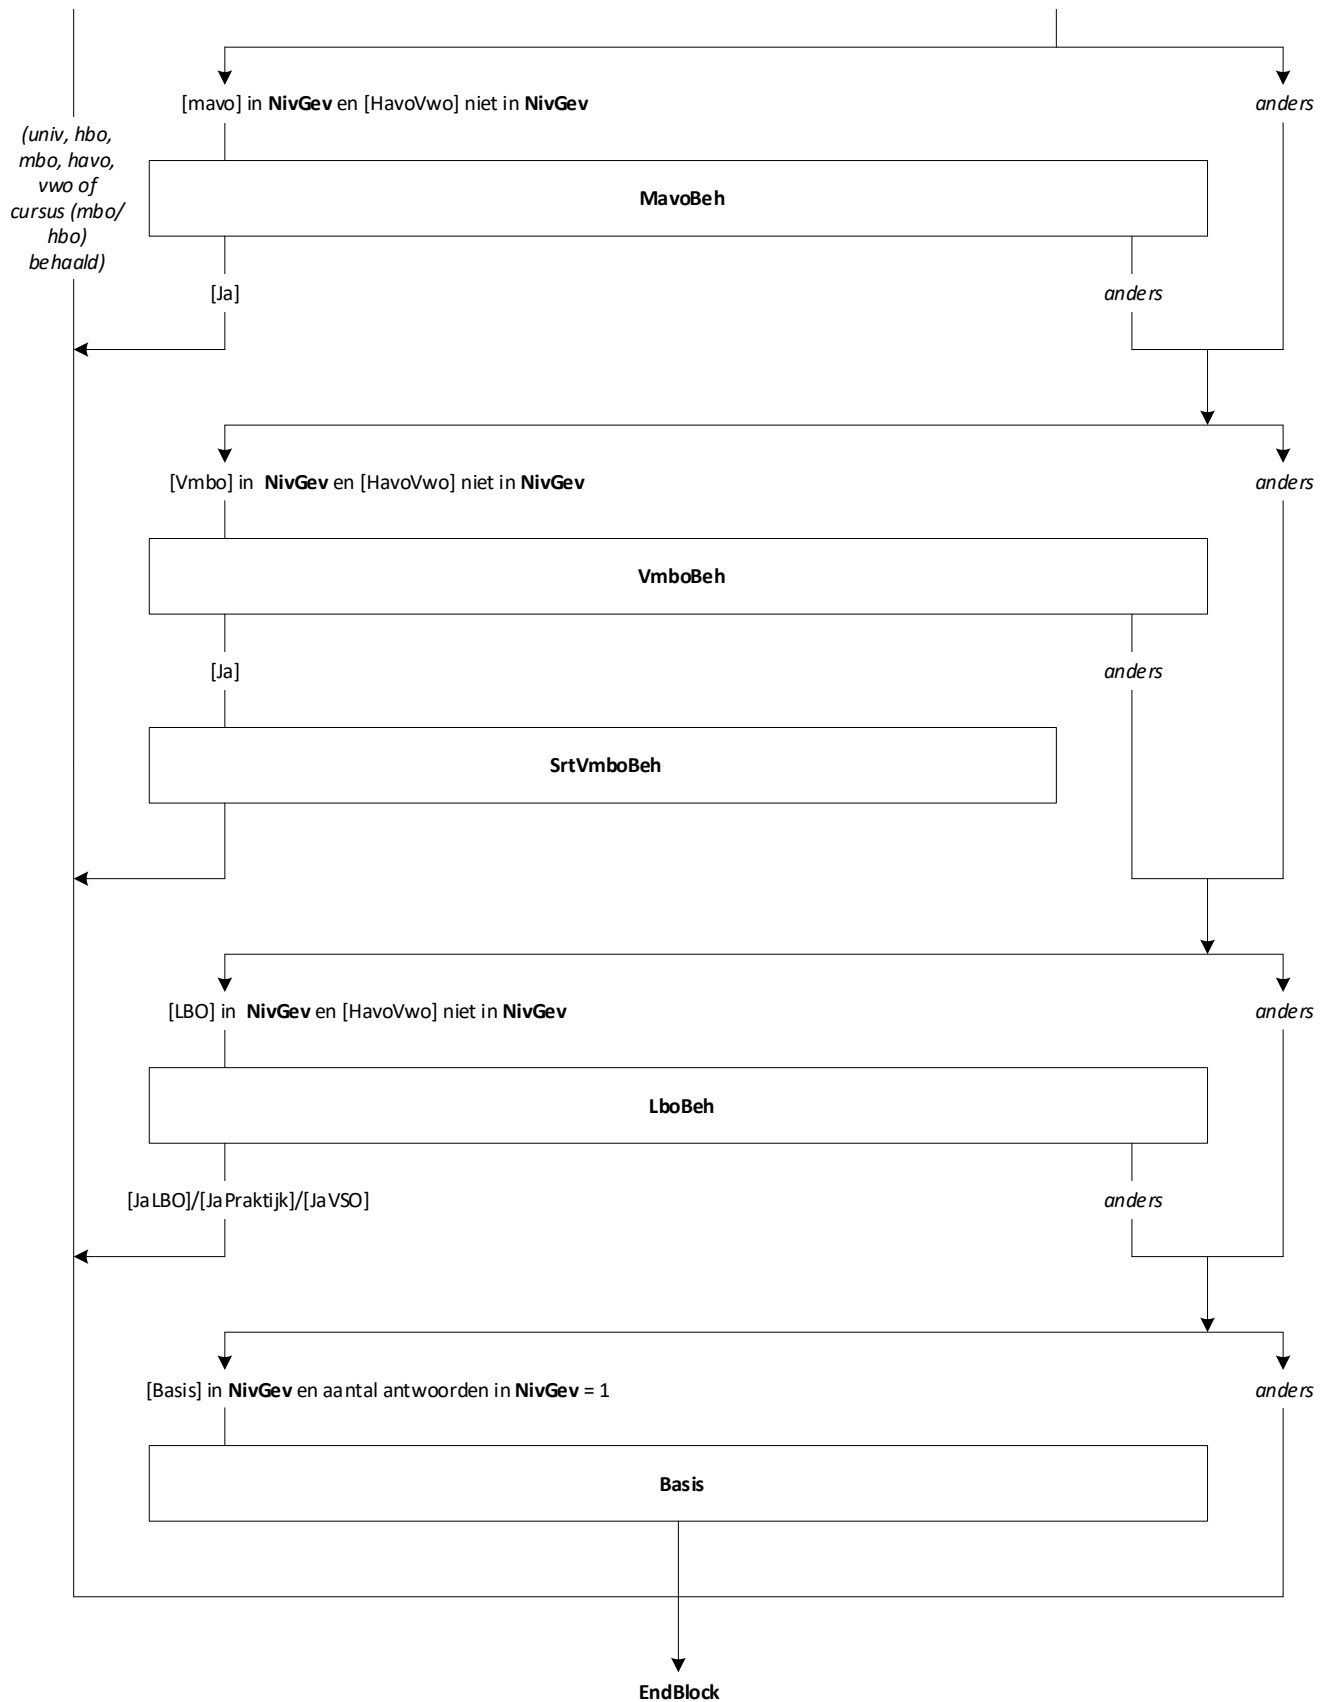 [mavo] in NivGev en [HavoVwo] niet in NivGev
anders
(univ, hbo,
mbo, havo,
vwo of
cursus (mbo/
hbo)
behaald)
MavoBeh
[Ja]
anders
[Vmbo] in NivGev en [HavoVwo] niet in NivGev
anders
VmboBeh
[Ja]
anders
SrtVmboBeh
[LBO] in NivGev en [HavoVwo] niet in NivGev
anders
LboBeh
[JaLBO]/[JaPraktijk]/[JaVSO]
anders
[Basis] in NivGev en aantal antwoorden in NivGev = 1
anders
Basis
EndBlock